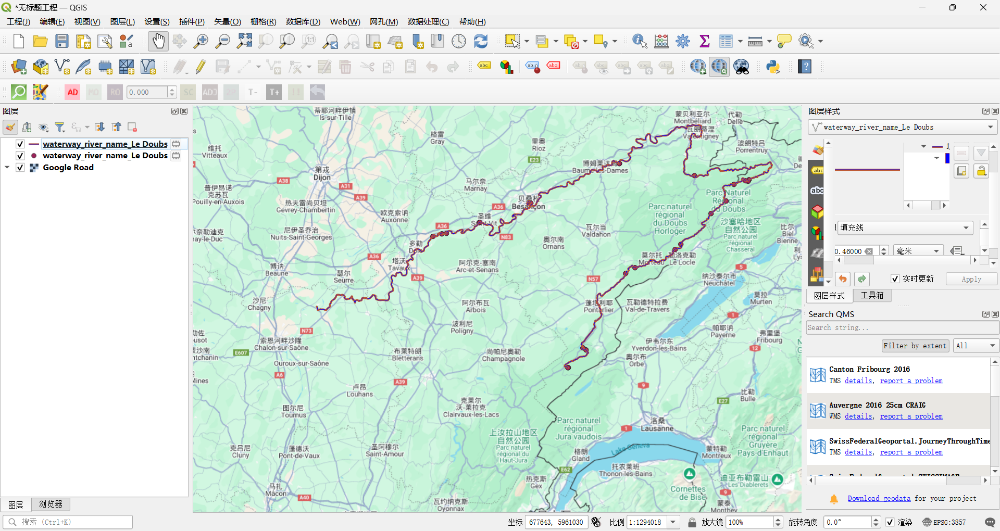 *无标题工程 — QGIS
工程(J) 编辑(E) 视图(V) 图层(L) 设置(S) 插件(P) 矢量(O) 栅格(R) 数据库(D) Web(W) 网孔(M) 数据处理(C) 帮助(H)
AD MO RO 0.000 SC ADJ T- T+
图层
waterway_river_name_Le Doubs
waterway_river_name_Le Doubs
Google Road
图层 浏览器
搜索 (Ctrl+K)
蒂耶河畔伊镇
Is-sur-Tille
格雷
Gray
里奥
Rioz
蒙贝利亚尔
Montbéliard
代勒
Delle
瓦朗蒂涅
Valentigney
波朗特吕
Porrentruy
维托
Vitteaux
E23
博姆莱达姆
Baume-les-Dames
第戎
Dijon
A38
A31
A39
普伊昂诺
克苏瓦
Pouilly-en-Auxois
马尔奈
Marnay
热夫雷尚贝坦
Gevrey-Chambertin
贝桑松
Besançon
A36
欧克索讷
Auxonne
圣维
Saint-Vit
Parc Naturel
Régional
du Doubs
Parc naturel
régional
du Doubs
Horloger
沙塞哈地区
自然公园
Parc naturel
régional
Chasseral
比尔
Bienne
尼伊圣乔治
Nuits-Saint-Georges
A36
N83
瓦尔当
Valdahon
奥尔南
Ornans
多勒
A36
塔沃
Tavaux
阿尔克-塞南
Arc-et-Senans
莫尔托
Morteau
勒洛克勒
Le Locle
博讷
Beaune
瑟尔
Seurre
A39
N57
5
纳沙泰尔市
Neuchâtel
沙尼
Chagny
阿尔布瓦
Arbois
蓬塔利耶
Pontarlier
瓦勒德特拉费
Val-de-Travers
莫拉
Murten
1
波利尼
Poligny
N73
帕耶讷
Payerne
弗里堡
Fribourg
索恩河畔沙隆
Chalon-sur-Saône
E607
布莱特朗
Bletterans
尚帕尼奥勒
Champagnole
伊韦尔东
Yverdon-les-Bains
12
Ouroux-sur-Saône
奥尔布
Orbe
A6
A39
9
卢昂
Louhans
比勒
Bulle
E27
图尔尼
Tournus
克莱尔
沃-莱拉克
Clairvaux-les-Lacs
Parc naturel
régional
Jura vaudois
洛桑
Lausanne
1
上汝拉山地区
自然公园
Parc naturel
régional du
Haut-Jura
Parc naturel
régional
Gruyère
Pays-d'Enhaut
克吕尼
Cluny
蓬德沃
Pont-de-Vaux
圣阿穆尔
Saint-Amour
格朗
Gland
Lake Geneva
蒙特勒
Montreux
E62
托农莱班
Thonon-les-Bains
热克斯
Gex
迪亚布勒雷山
Les Diablerets
马扎
Mâcon
A40
瓦约纳克斯
Oyonnax
Cornettes
de Bise
9
蒙泰
Monthey
图层样式
waterway_river_name_Le Doubs
填充线
0.46000 毫米
实时更新 Apply
图层样式 工具箱
Search QMS
Search string...
Filter by extent All
Canton Fribourg 2016
TMS details, report a problem
Auvergne 2016 25cm CRAIG
WMS details, report a problem
SwissFederalGeoportal.JourneyThroughTime
TMS details, report a problem
Download geodata for your project
坐标 677643, 5961030 比例 1:1294018 放大镜 100% 旋转角度 0.0° 渲染 EPSG:3857